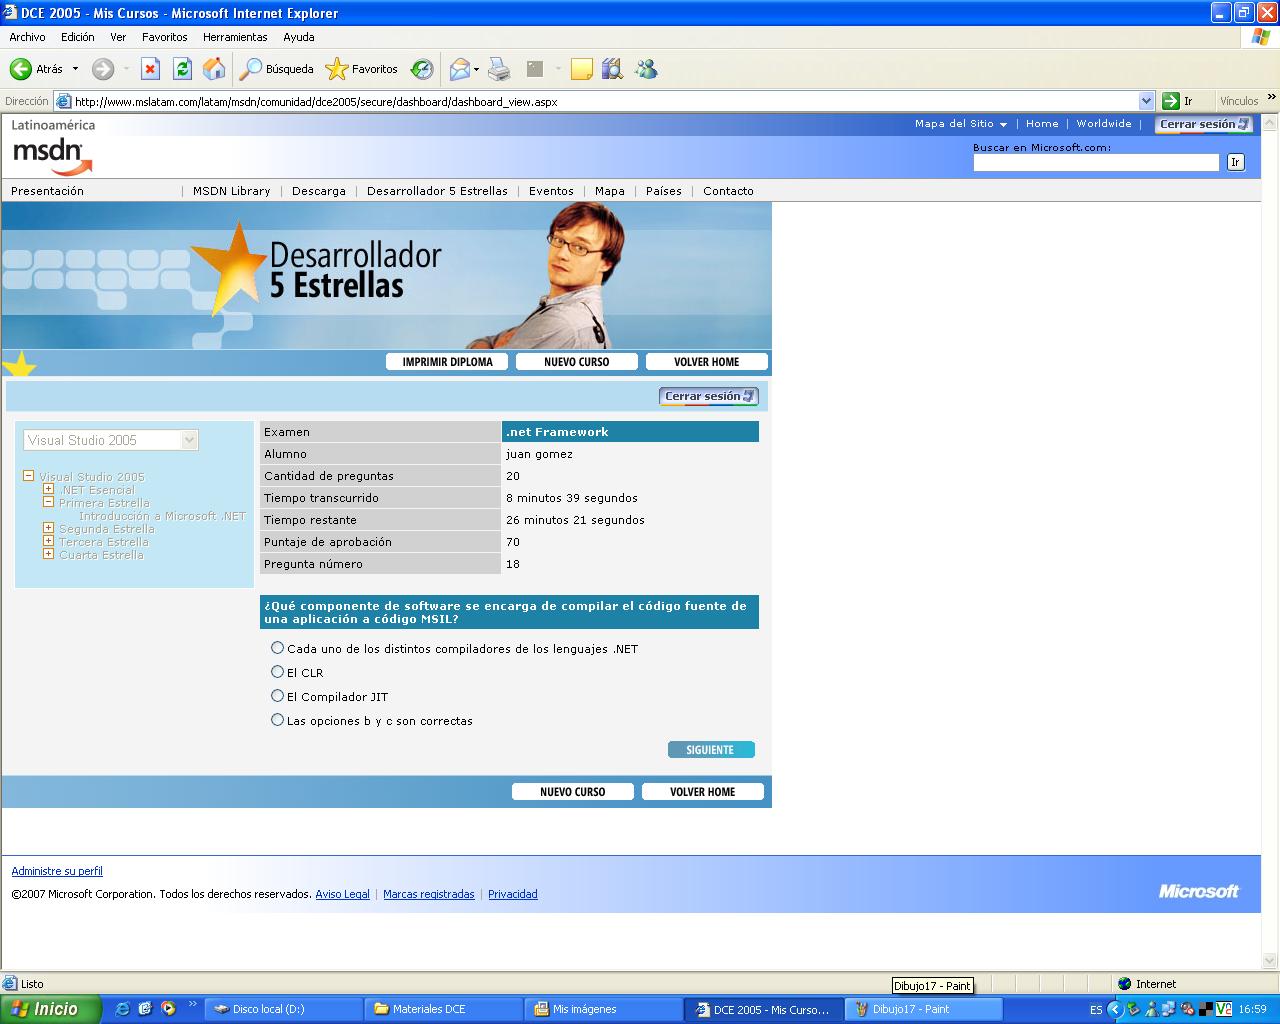 DCE 2005 - Mis Cursos - Microsoft Internet Explorer
Archivo Edición Ver Favoritos Herramientas Ayuda
Atrás Búsqueda Favoritos
Dirección http://www.mslatam.com/latam/msdn/comunidad/dce2005/secure/dashboard/dashboard_view.aspx Ir Vínculos »
Latinoamérica
msdn
Mapa del Sitio | Home | Worldwide | Cerrar sesión
Buscar en Microsoft.com:
Ir
Presentación | MSDN Library | Descarga | Desarrollador 5 Estrellas | Eventos | Mapa | Países | Contacto
Desarrollador
5 Estrellas
IMPRIMIR DIPLOMA NUEVO CURSO VOLVER HOME
Cerrar sesión
Visual Studio 2005
Visual Studio 2005
.NET Esencial
Primera Estrella
Introducción a Microsoft .NET
Segunda Estrella
Tercera Estrella
Cuarta Estrella
Examen .net Framework
Alumno juan gomez
Cantidad de preguntas 20
Tiempo transcurrido 8 minutos 39 segundos
Tiempo restante 26 minutos 21 segundos
Puntaje de aprobación 70
Pregunta número 18
¿Qué componente de software se encarga de compilar el código fuente de
una aplicación a código MSIL?
Cada uno de los distintos compiladores de los lenguajes .NET
El CLR
El Compilador JIT
Las opciones b y c son correctas
SIGUIENTE
NUEVO CURSO VOLVER HOME
Administre su perfil
©2007 Microsoft Corporation. Todos los derechos reservados. Aviso Legal | Marcas registradas | Privacidad
Microsoft
Listo Dibujo17 - Paint Internet
Inicio » Disco local (D:) Materiales DCE Mis imágenes DCE 2005 - Mis Curso... Dibujo17 - Paint ES 16:59